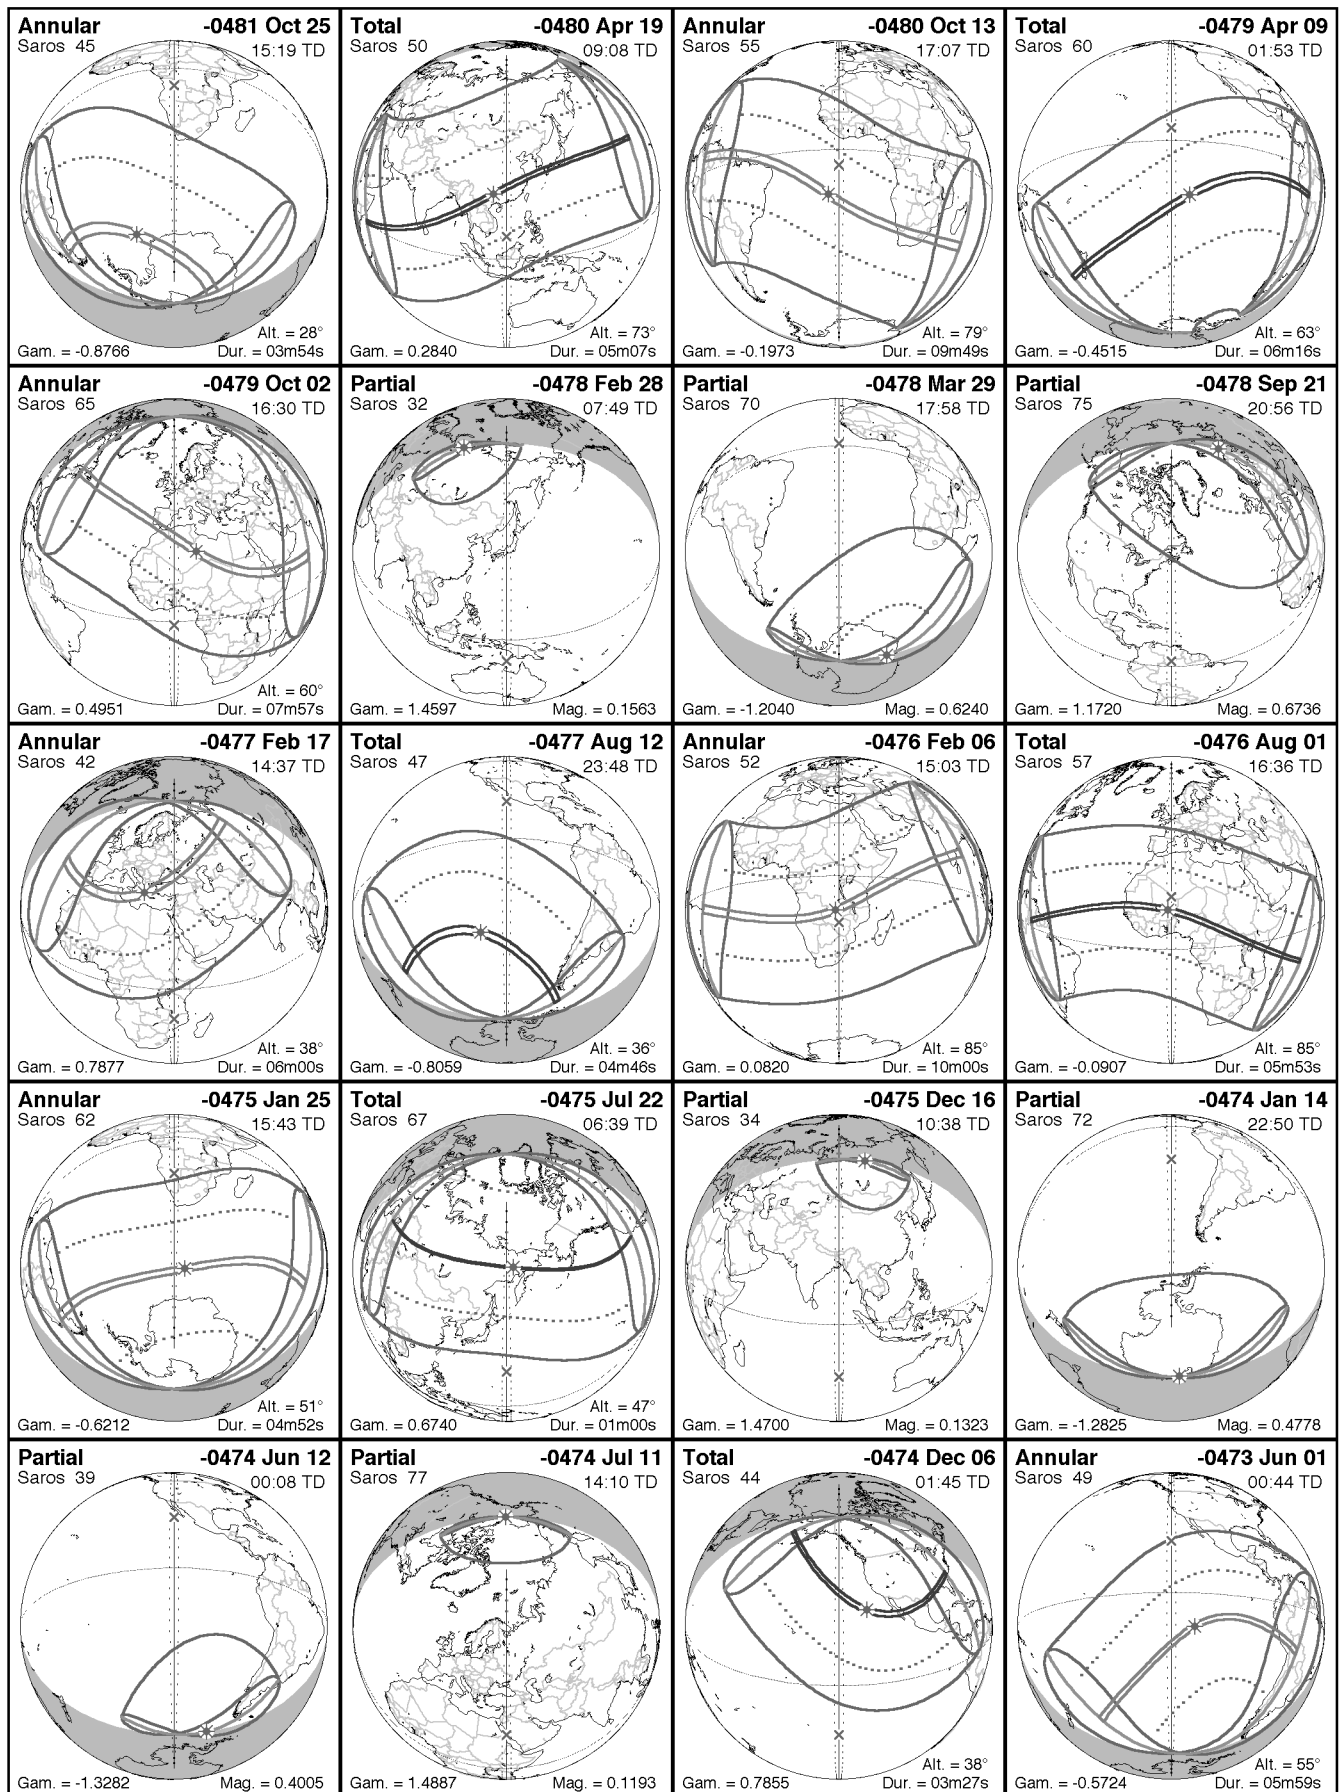 Annular -0481 Oct 25
Saros 45 15:19 TD
Alt. = 28°
Gam. = -0.8766 Dur. = 03m54s
Total -0480 Apr 19
Saros 50 09:08 TD
Alt. = 73°
Gam. = 0.2840 Dur. = 05m07s
Annular -0480 Oct 13
Saros 55 17:07 TD
Alt. = 79°
Gam. = -0.1973 Dur. = 09m49s
Total -0479 Apr 09
Saros 60 01:53 TD
Alt. = 63°
Gam. = -0.4515 Dur. = 06m16s
Annular -0479 Oct 02
Saros 65 16:30 TD
Alt. = 60°
Gam. = 0.4951 Dur. = 07m57s
Partial -0478 Feb 28
Saros 32 07:49 TD
Gam. = 1.4597 Mag. = 0.1563
Partial -0478 Mar 29
Saros 70 17:58 TD
Gam. = -1.2040 Mag. = 0.6240
Partial -0478 Sep 21
Saros 75 20:56 TD
Gam. = 1.1720 Mag. = 0.6736
Annular -0477 Feb 17
Saros 42 14:37 TD
Alt. = 38°
Gam. = 0.7877 Dur. = 06m00s
Total -0477 Aug 12
Saros 47 23:48 TD
Alt. = 36°
Gam. = -0.8059 Dur. = 04m46s
Annular -0476 Feb 06
Saros 52 15:03 TD
Alt. = 85°
Gam. = 0.0820 Dur. = 10m00s
Total -0476 Aug 01
Saros 57 16:36 TD
Alt. = 85°
Gam. = -0.0907 Dur. = 05m53s
Annular -0475 Jan 25
Saros 62 15:43 TD
Alt. = 51°
Gam. = -0.6212 Dur. = 04m52s
Total -0475 Jul 22
Saros 67 06:39 TD
Alt. = 47°
Gam. = 0.6740 Dur. = 01m00s
Partial -0475 Dec 16
Saros 34 10:38 TD
Gam. = 1.4700 Mag. = 0.1323
Partial -0474 Jan 14
Saros 72 22:50 TD
Gam. = -1.2825 Mag. = 0.4778
Partial -0474 Jun 12
Saros 39 00:08 TD
Gam. = -1.3282 Mag. = 0.4005
Partial -0474 Jul 11
Saros 77 14:10 TD
Gam. = 1.4887 Mag. = 0.1193
Total -0474 Dec 06
Saros 44 01:45 TD
Alt. = 38°
Gam. = 0.7855 Dur. = 03m27s
Annular -0473 Jun 01
Saros 49 00:44 TD
Alt. = 55°
Gam. = -0.5724 Dur. = 05m59s